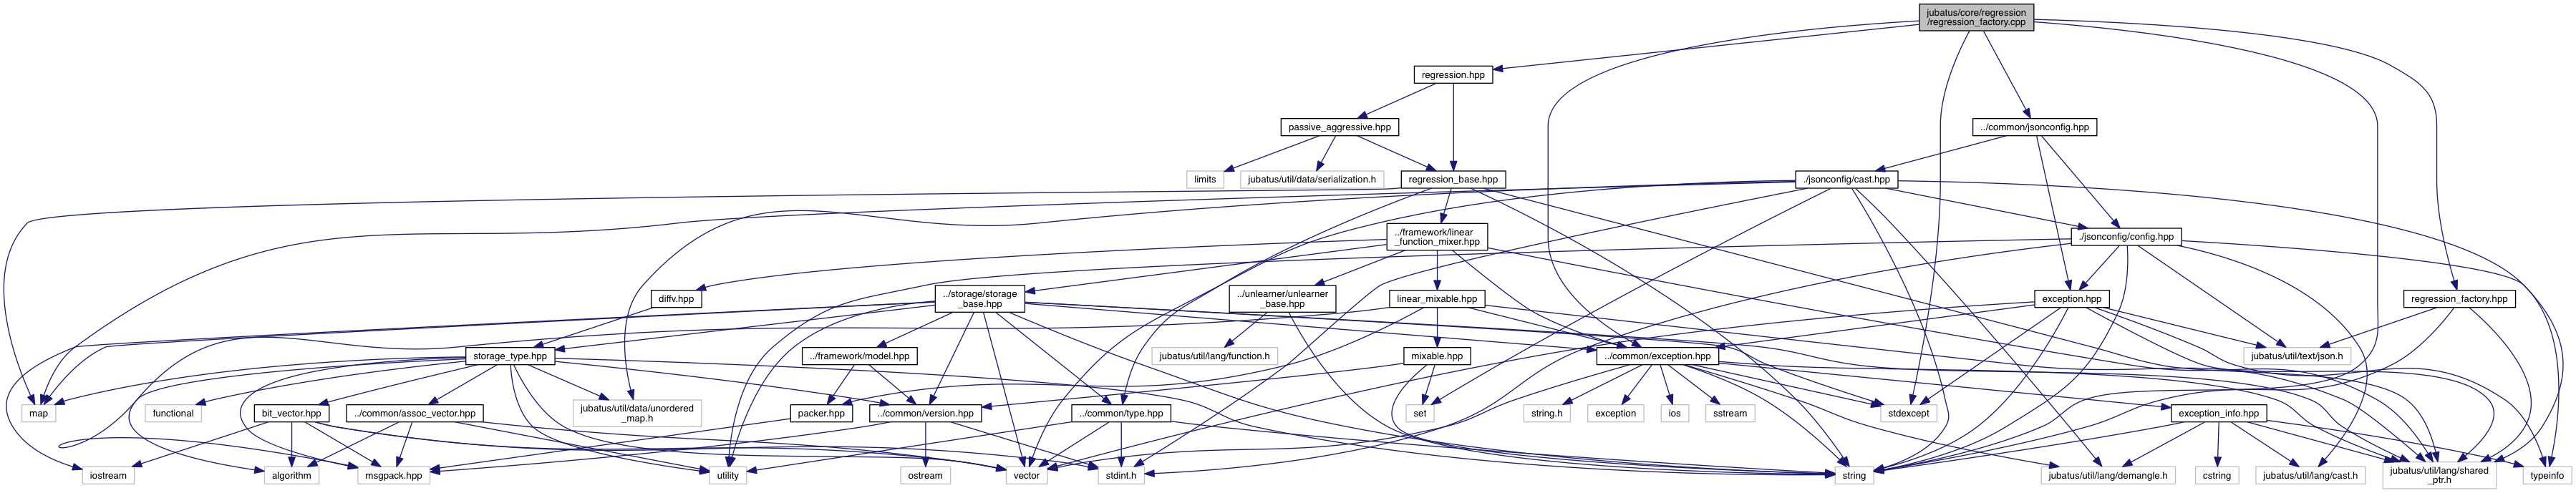 jubatus/core/regression
/regression_factory.cpp
regression.hpp
passive_aggressive.hpp
../common/jsonconfig.hpp
limits
jubatus/util/data/serialization.h
regression_base.hpp
./jsonconfig/cast.hpp
../framework/linear
_function_mixer.hpp
./jsonconfig/config.hpp
diffv.hpp
../storage/storage
_base.hpp
../unlearner/unlearner
_base.hpp
linear_mixable.hpp
exception.hpp
regression_factory.hpp
storage_type.hpp
../framework/model.hpp
jubatus/util/lang/function.h
mixable.hpp
../common/exception.hpp
jubatus/util/text/json.h
map
functional
bit_vector.hpp
../common/assoc_vector.hpp
jubatus/util/data/unordered
_map.h
packer.hpp
../common/version.hpp
../common/type.hpp
set
string.h
exception
ios
sstream
stdexcept
exception_info.hpp
iostream
algorithm
msgpack.hpp
utility
ostream
vector
stdint.h
string
jubatus/util/lang/demangle.h
cstring
jubatus/util/lang/cast.h
jubatus/util/lang/shared
_ptr.h
typeinfo